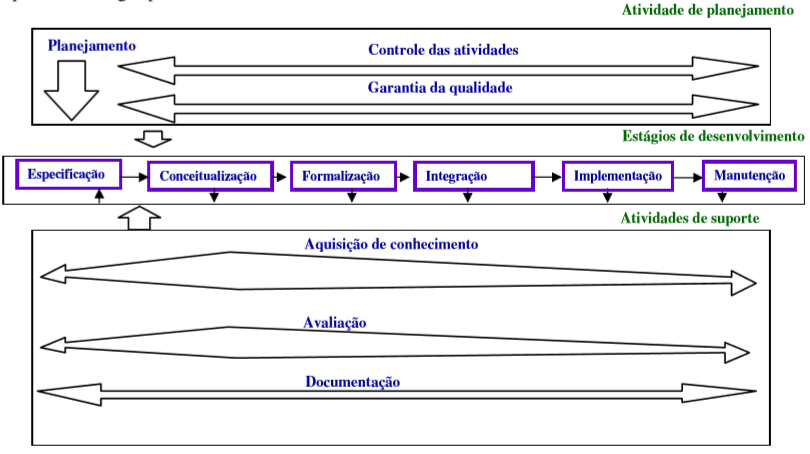 Atividade de planejamento
Planejamento
Controle das atividades
Garantia da qualidade
Estágios de desenvolvimento
Especificação
Conceitualização
Formalização
Integração
Implementação
Manutenção
Atividades de suporte
Aquisição de conhecimento
Avaliação
Documentação